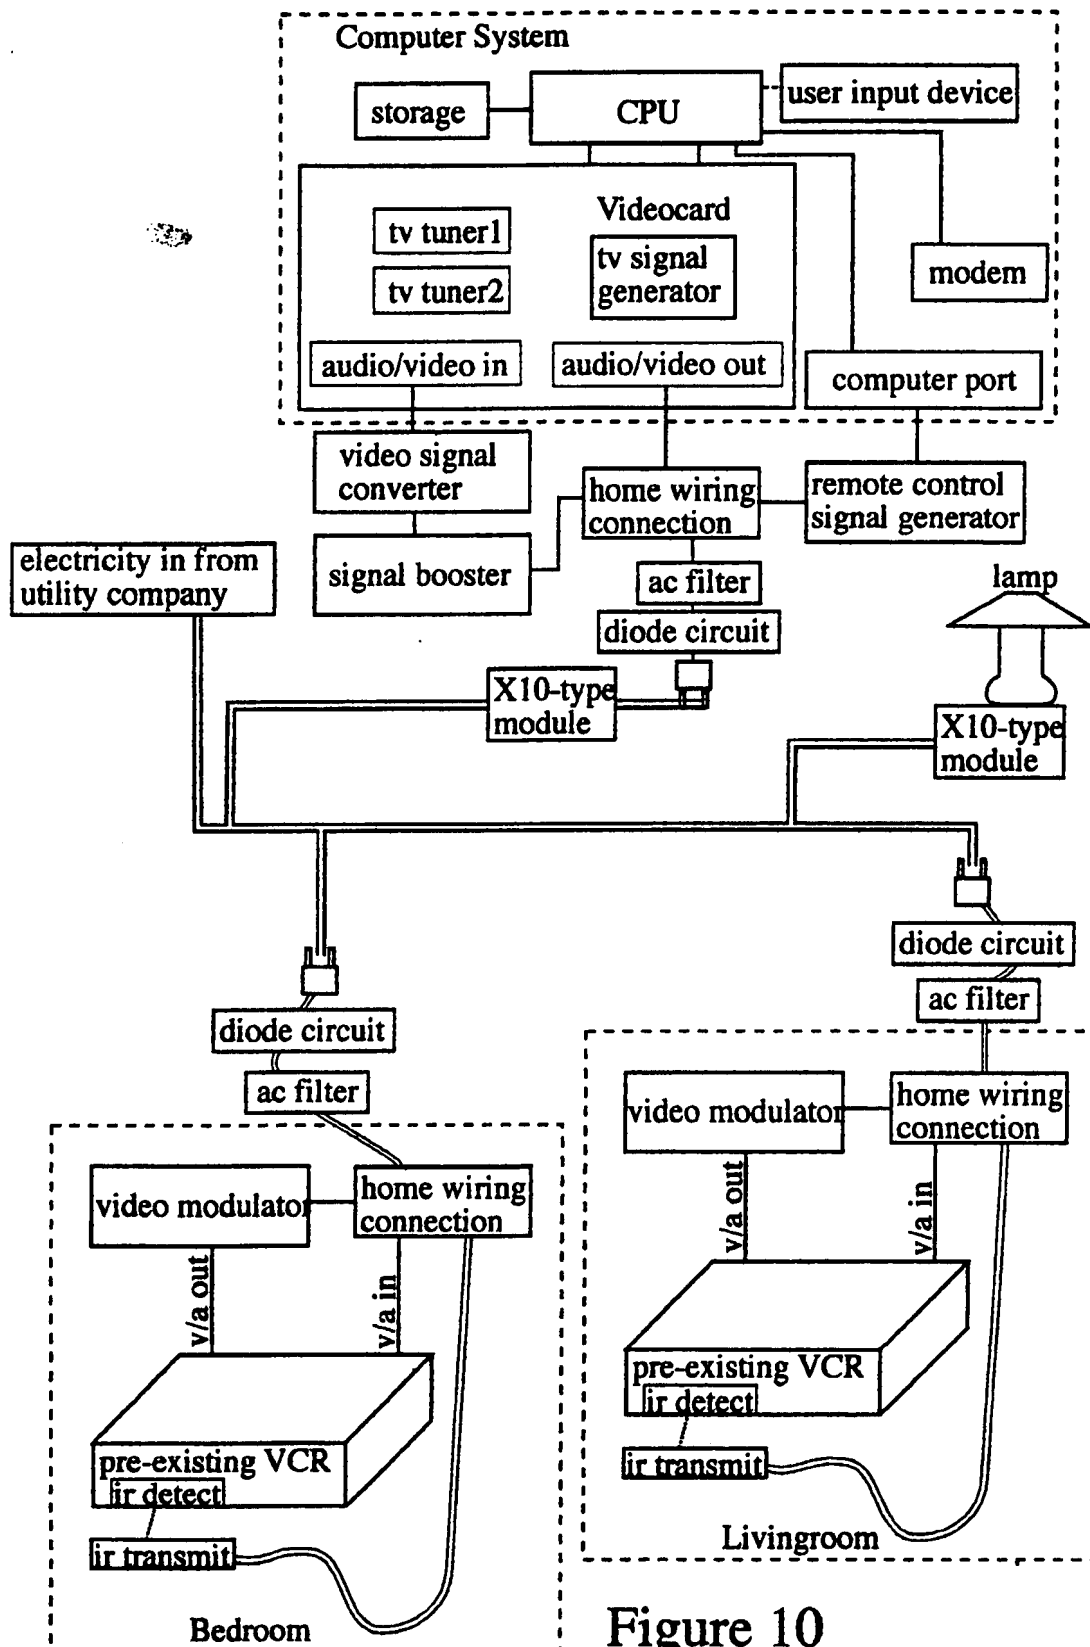 Computer System
storage
CPU
user input device
Videocard
tv tuner1
tv signal
generator
tv tuner2
modem
audio/video in
audio/video out
computer port
video signal
converter
home wiring
connection
remote control
signal generator
electricity in from
utility company
signal booster
ac filter
lamp
diode circuit
X10-type
module
X10-type
module
diode circuit
ac filter
diode circuit
ac filter
video modulator
home wiring
connection
v/a out
v/a in
pre-existing VCR
ir detect
ir transmit
Livingroom
video modulator
home wiring
connection
v/a out
v/a in
pre-existing VCR
ir detect
ir transmit
Bedroom
Figure 10